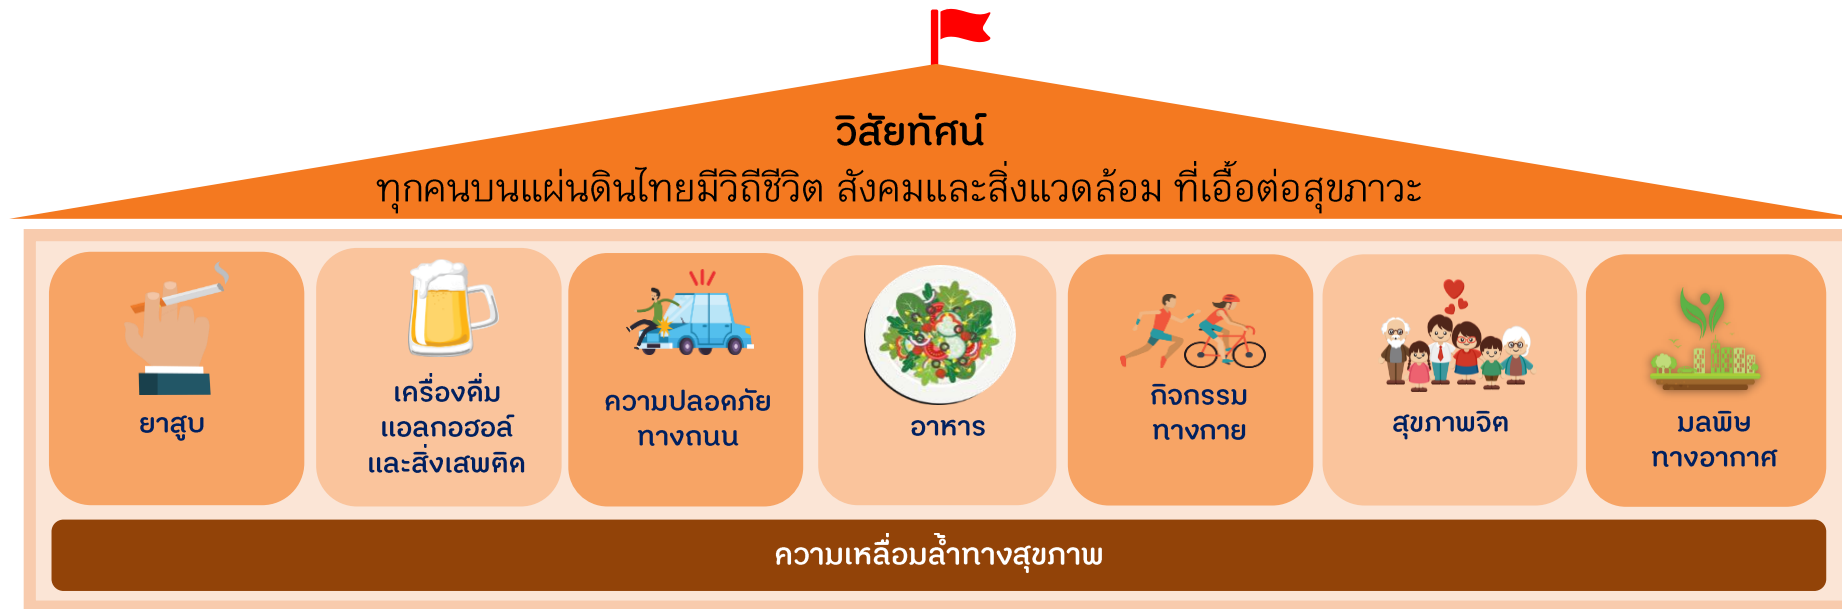 วิสัยทัศน์
ทุกคนบนแผ่นดินไทยมีวิถีชีวิต สังคมและสิ่งแวดล้อม ที่เอื้อต่อสุขภาวะ
ยาสูบ
เครื่องดื่ม
แอลกอฮอล์
และสิ่งเสพติด
ความปลอดภัย
ทางถนน
อาหาร
กิจกรรม
ทางกาย
สุขภาพจิต
มลพิษ
ทางอากาศ
ความเหลื่อมล้ำทางสุขภาพ